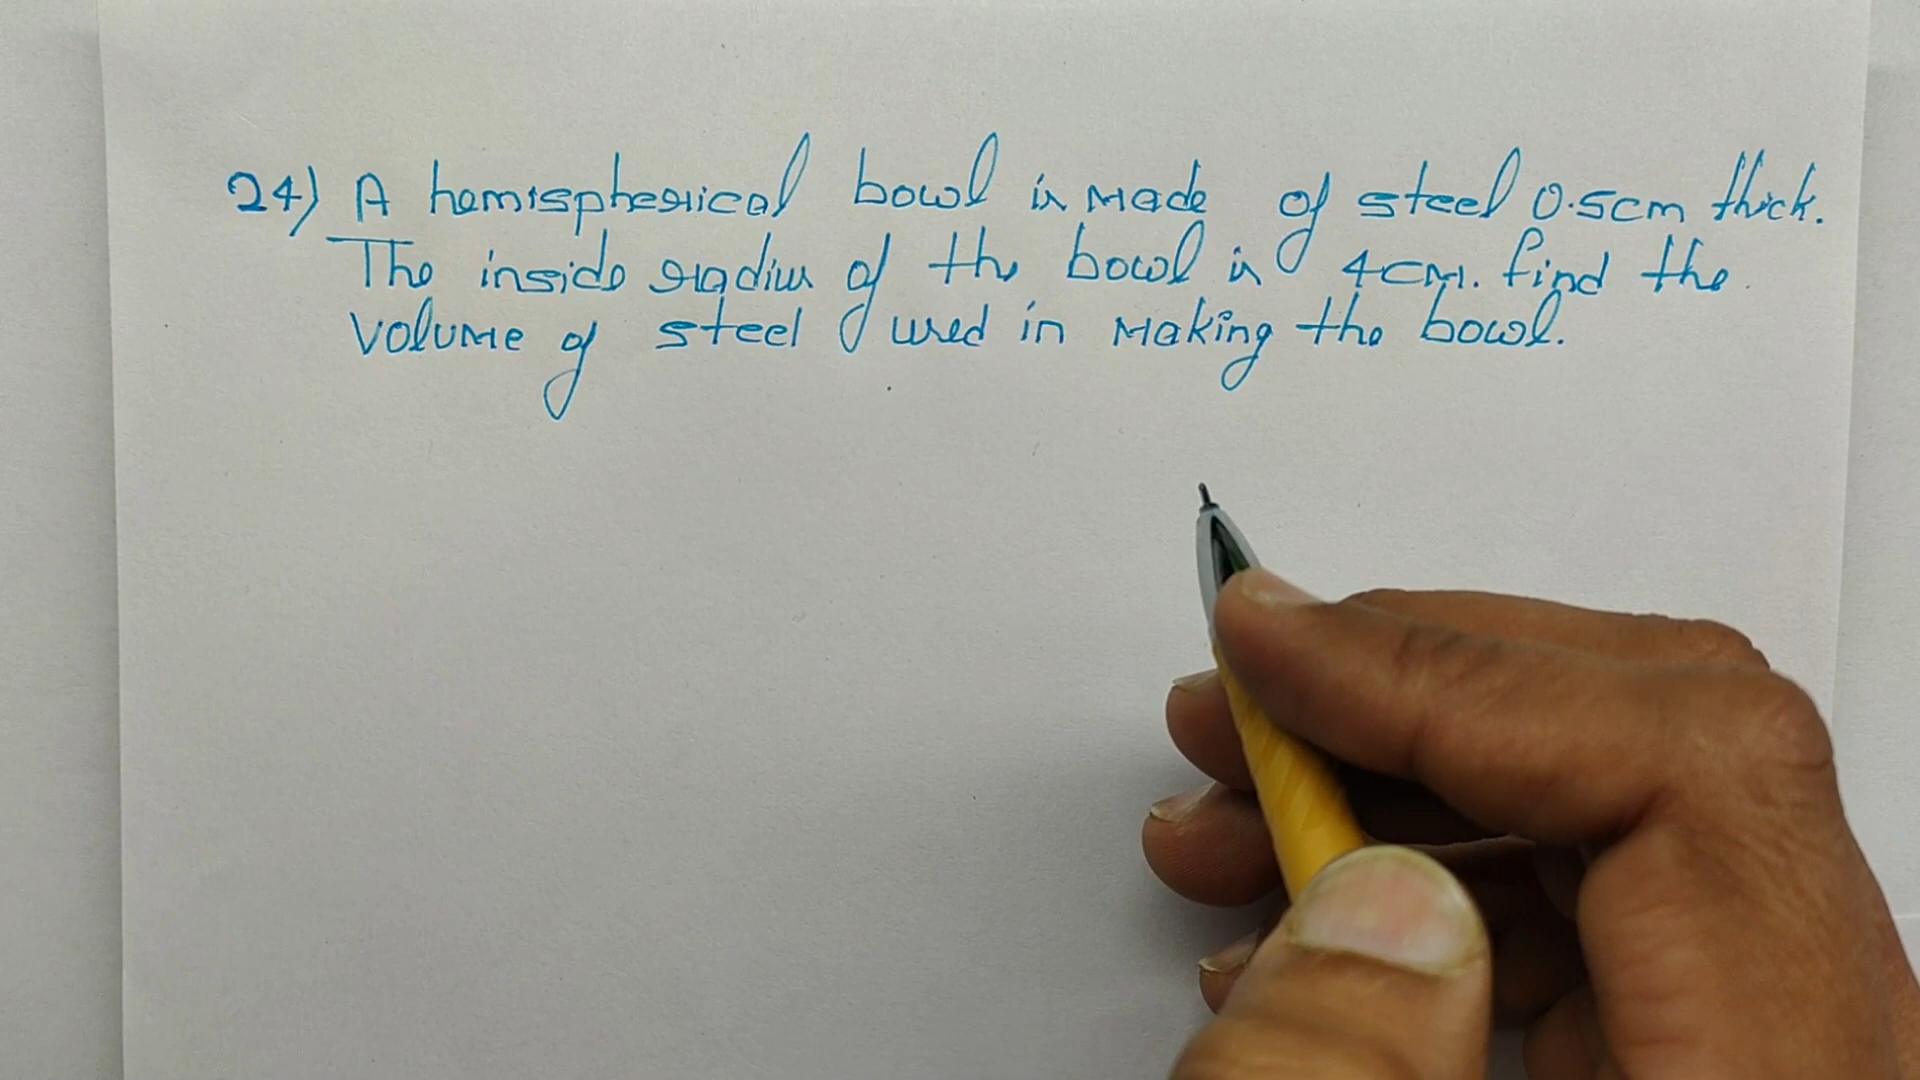 24) A hemispherical bowl is made of steel 0.5cm thick.
The inside radius of the bowl is 4cm. find the
volume of steel used in making the bowl.